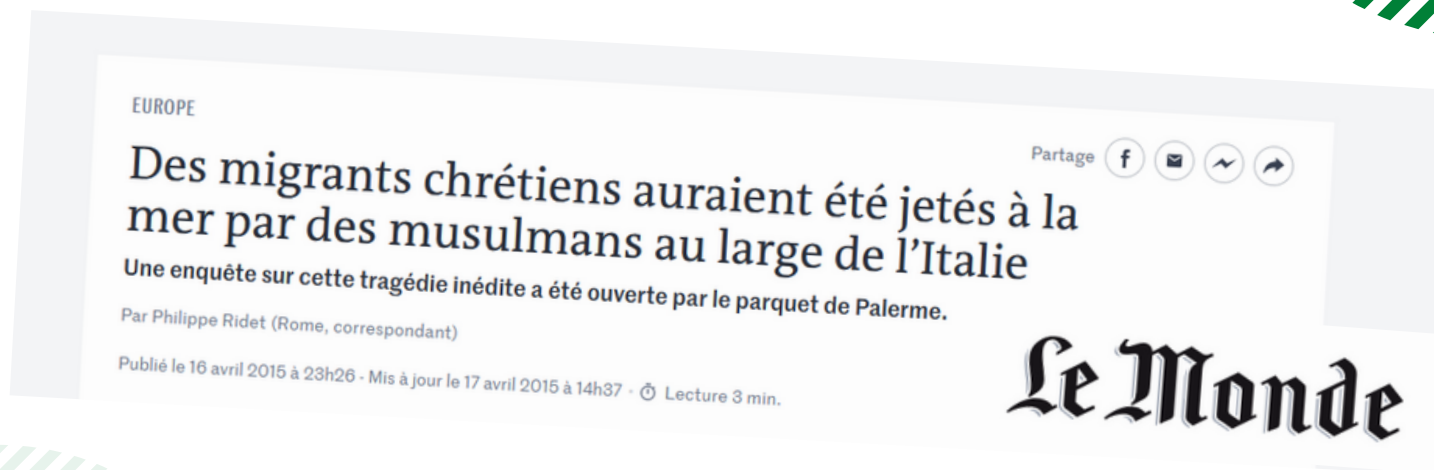 EUROPE
Partage
Des migrants chrétiens auraient été jetés à la
mer par des musulmans au large de l’Italie
Une enquête sur cette tragédie inédite a été ouverte par le parquet de Palerme.
Par Philippe Ridet (Rome, correspondant)
Publié le 16 avril 2015 à 23h26 - Mis à jour le 17 avril 2015 à 14h37 · Lecture 3 min.
Le Monde